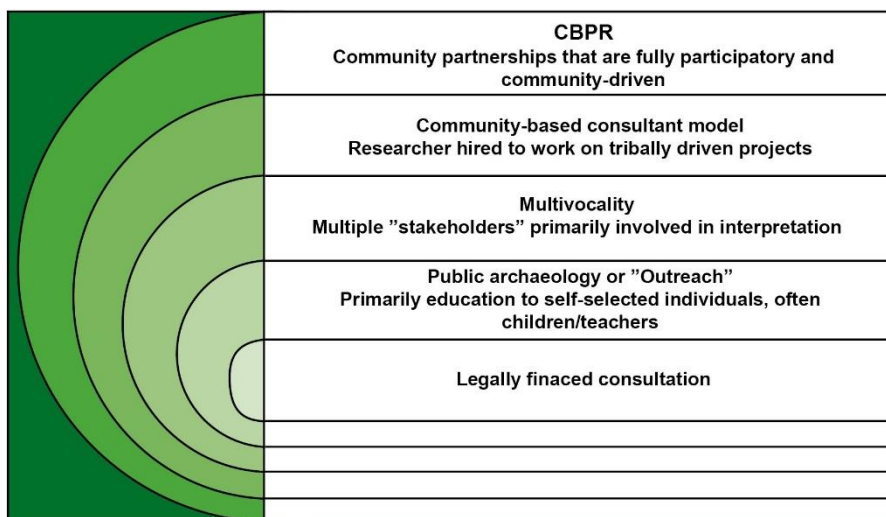 CBPR
Community partnerships that are fully participatory and
community-driven
Community-based consultant model
Researcher hired to work on tribally driven projects
Multivocality
Multiple ”stakeholders” primarily involved in interpretation
Public archaeology or ”Outreach”
Primarily education to self-selected individuals, often
children/teachers
Legally finaced consultation